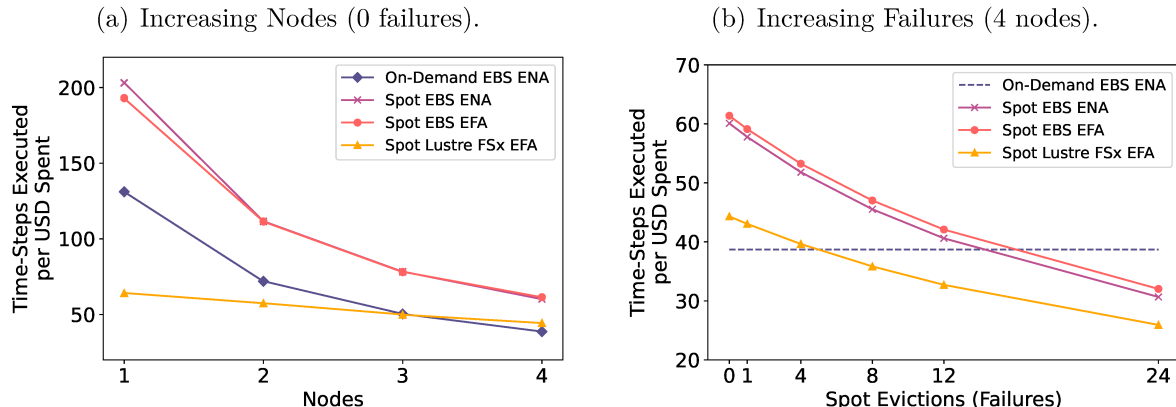 (a) Increasing Nodes (0 failures).
Time-Steps Executed
per USD Spent
200
150
100
50
1 2 3 4
Nodes
On-Demand EBS ENA
Spot EBS ENA
Spot EBS EFA
Spot Lustre FSx EFA
(b) Increasing Failures (4 nodes).
Time-Steps Executed
per USD Spent
70
60
50
40
30
20
0 1 4 8 12 24
Spot Evictions (Failures)
On-Demand EBS ENA
Spot EBS ENA
Spot EBS EFA
Spot Lustre FSx EFA